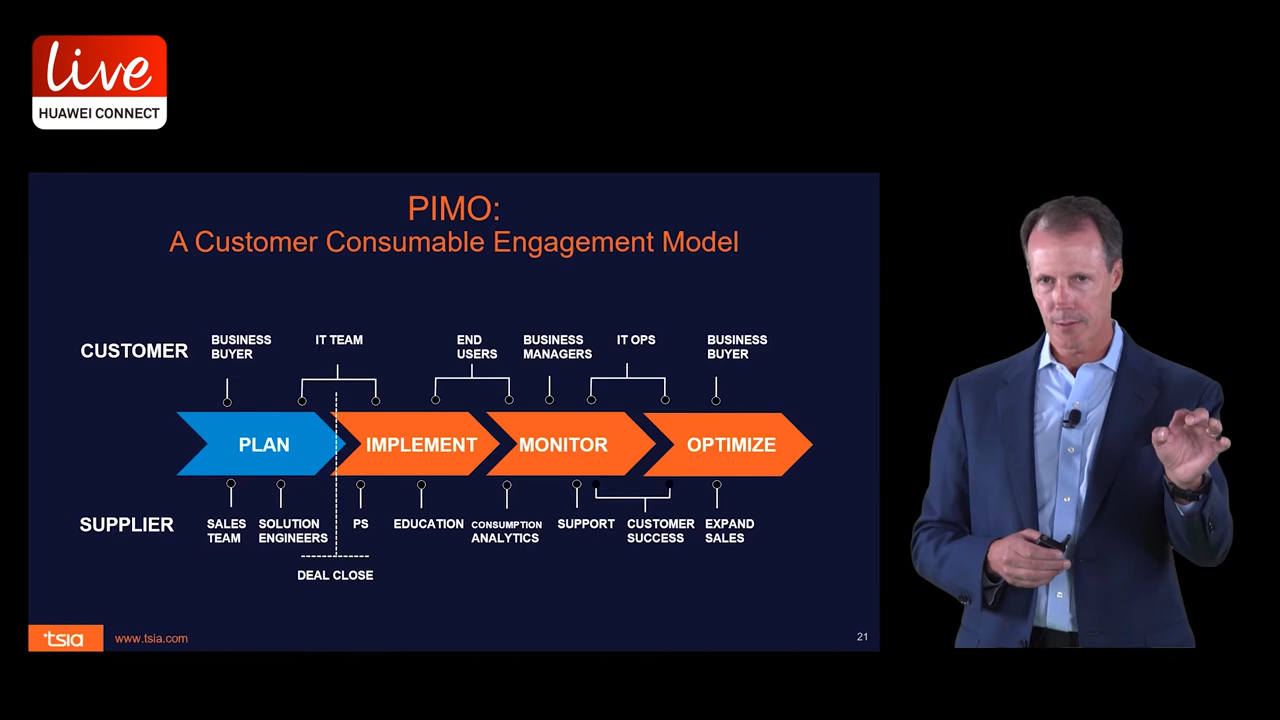 live
HUAWEI CONNECT
PIMO:
A Customer Consumable Engagement Model
CUSTOMER
BUSINESS
BUYER
IT TEAM
END
USERS
BUSINESS
MANAGERS
IT OPS
BUSINESS
BUYER
PLAN
IMPLEMENT
MONITOR
OPTIMIZE
SUPPLIER
SALES
TEAM
SOLUTION
ENGINEERS
PS
EDUCATION
CONSUMPTION
ANALYTICS
SUPPORT
CUSTOMER
SUCCESS
EXPAND
SALES
DEAL CLOSE
tsia
www.tsia.com
21